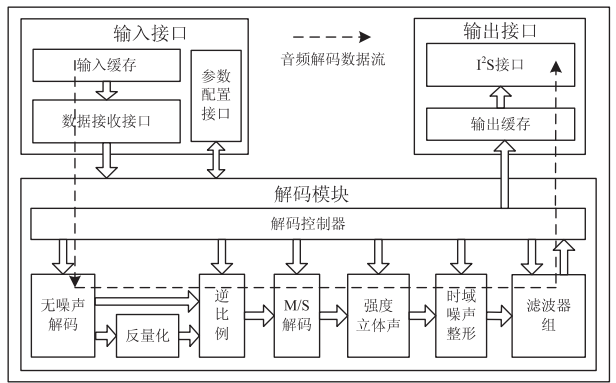 输入接口
输入缓存
数据接收接口
参数
配置
接口
音频解码数据流
输出接口
I²S接口
输出缓存
解码模块
解码控制器
无噪声
解码
反量化
逆
比
例
M/S
解码
强度
立体声
时域
噪声
整形
滤波器
组